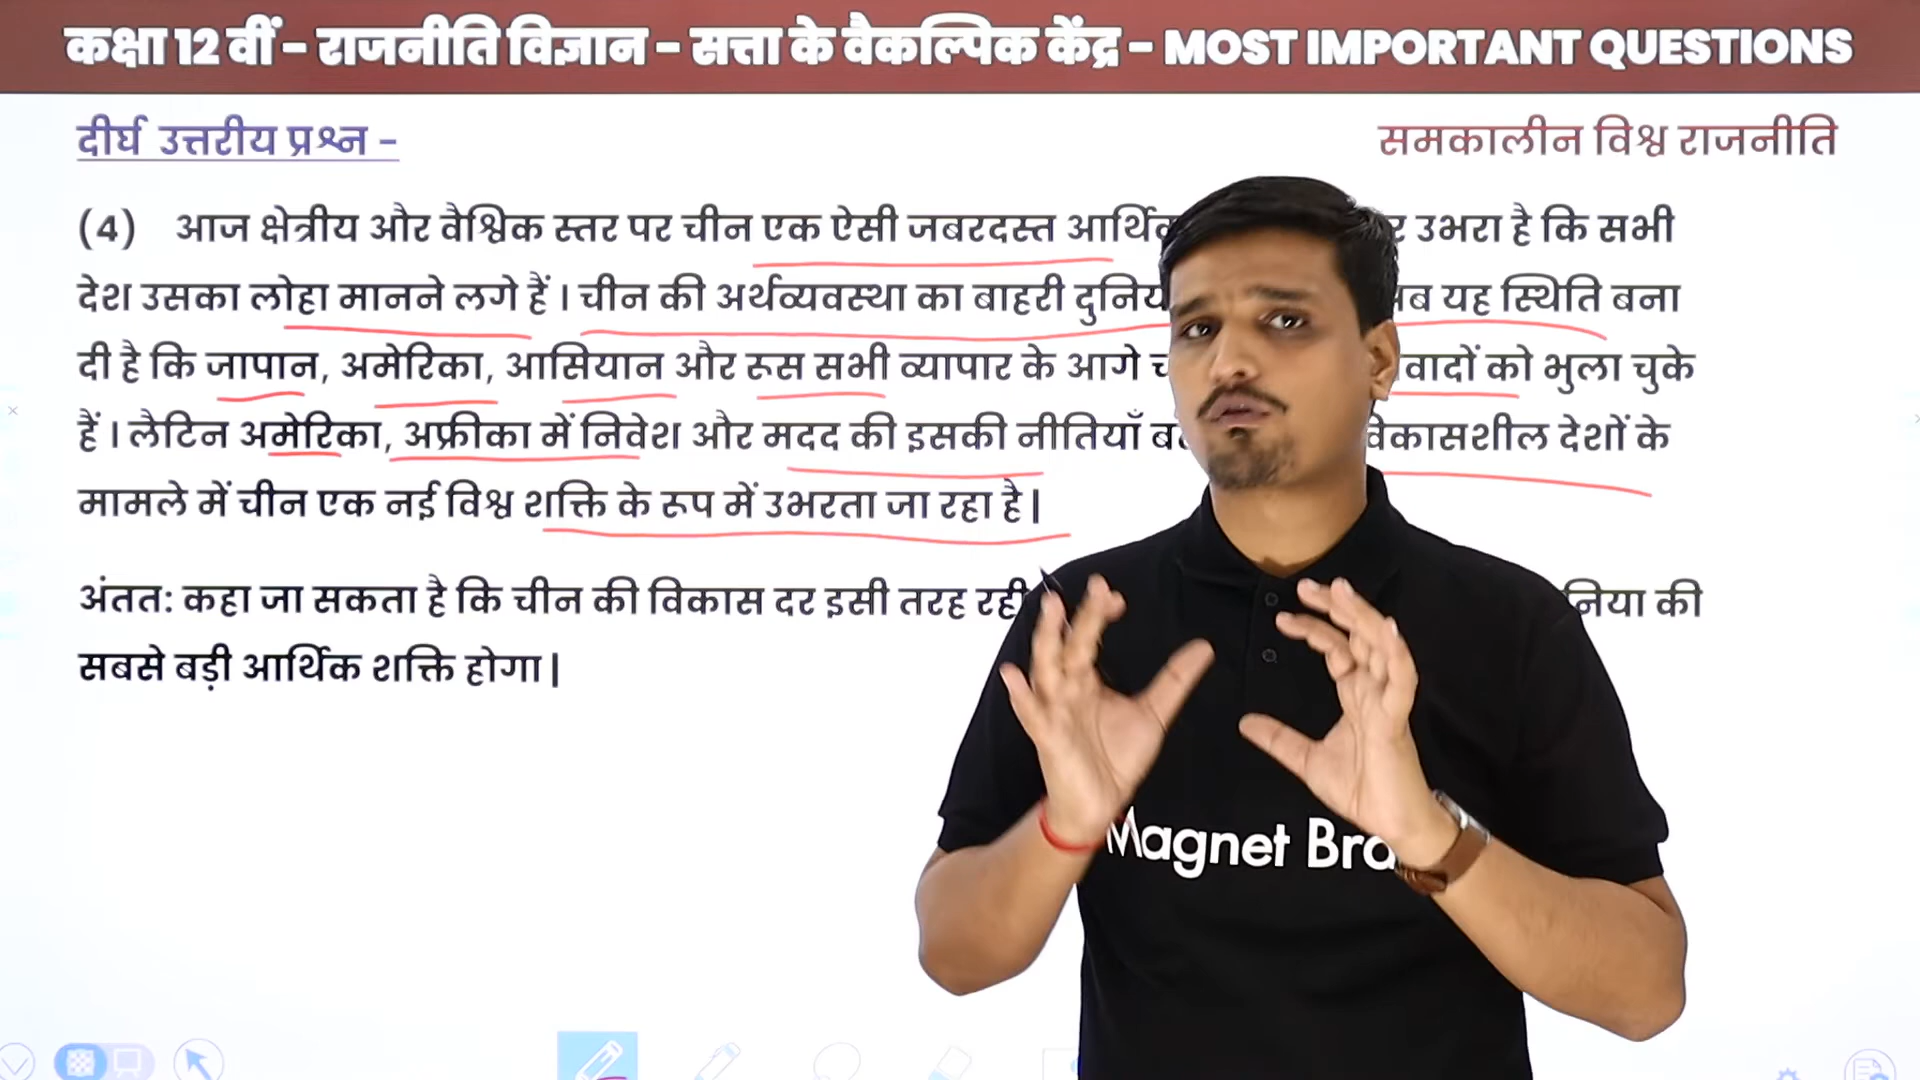 कक्षा 12 वीं - राजनीति विज्ञान - सत्ता के वैकल्पिक केंद्र - MOST IMPORTANT QUESTIONS
दीर्घ उत्तरीय प्रश्न -
समकालीन विश्व राजनीति
(4) आज क्षेत्रीय और वैश्विक स्तर पर चीन एक ऐसी जबरदस्त उभरा है कि सभी
देश उसका लोहा मानने लगे हैं । चीन की अर्थव्यवस्था का बाहरी यह स्थिति बना
दी है कि जापान, अमेरिका, आसियान और रूस सभी व्यापार के आगे को भुला चुके
हैं । लैटिन अमेरिका, अफ्रीका में निवेश और मदद की इसकी नीतियाँ देशों के
मामले में चीन एक नई विश्व शक्ति के रूप में उभरता जा रहा है |
अंतत: कहा जा सकता है कि चीन की विकास दर इसी तरह रही की
सबसे बड़ी आर्थिक शक्ति होगा |
Magnet